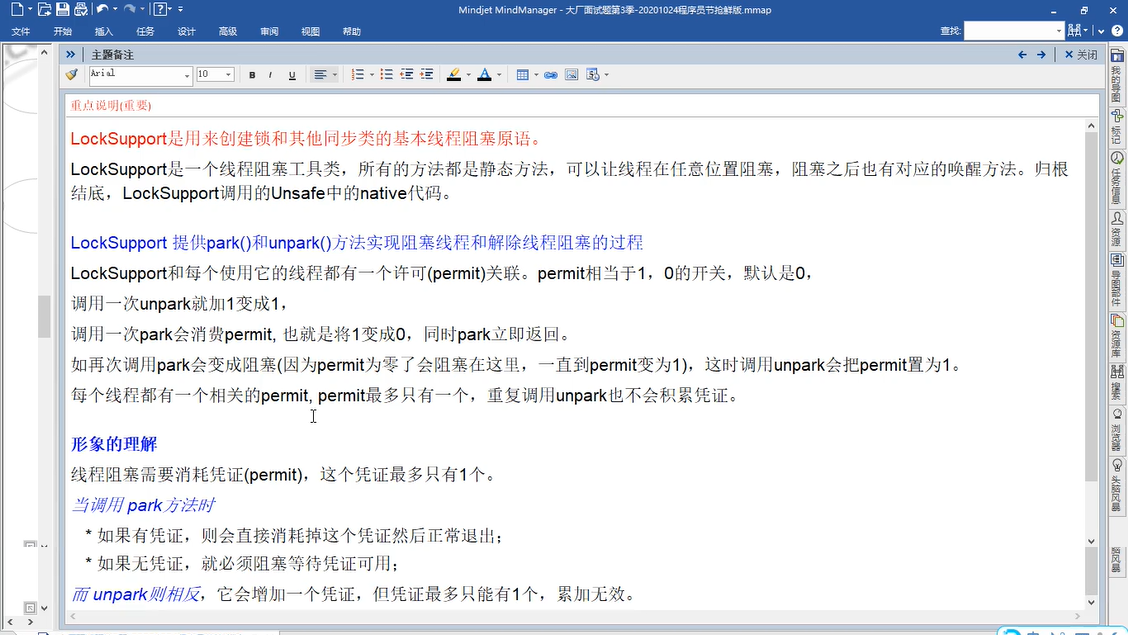 Mindjet MindManager - 大厂面试题第3季-20201024程序员节抢鲜版.mmap
文件 开始 插入 任务 设计 高级 审阅 视图 帮助 查找:
主题备注 关闭
Arial 10 B I U
重点说明(重要)
LockSupport是用来创建锁和其他同步类的基本线程阻塞原语。
LockSupport是一个线程阻塞工具类，所有的方法都是静态方法，可以让线程在任意位置阻塞，阻塞之后也有对应的唤醒方法。归根
结底，LockSupport调用的Unsafe中的native代码。
LockSupport 提供park()和unpark()方法实现阻塞线程和解除线程阻塞的过程
LockSupport和每个使用它的线程都有一个许可(permit)关联。permit相当于1，0的开关，默认是0，
调用一次unpark就加1变成1，
调用一次park会消费permit, 也就是将1变成0，同时park立即返回。
如再次调用park会变成阻塞(因为permit为零了会阻塞在这里，一直到permit变为1)，这时调用unpark会把permit置为1。
每个线程都有一个相关的permit, permit最多只有一个，重复调用unpark也不会积累凭证。
形象的理解
线程阻塞需要消耗凭证(permit)，这个凭证最多只有1个。
当调用 park方法时
* 如果有凭证，则会直接消耗掉这个凭证然后正常退出；
* 如果无凭证，就必须阻塞等待凭证可用；
而 unpark则相反，它会增加一个凭证，但凭证最多只能有1个，累加无效。
我的导图
标记
任务信息
资源
导图部件
资源库
搜索
浏览器
头脑风暴